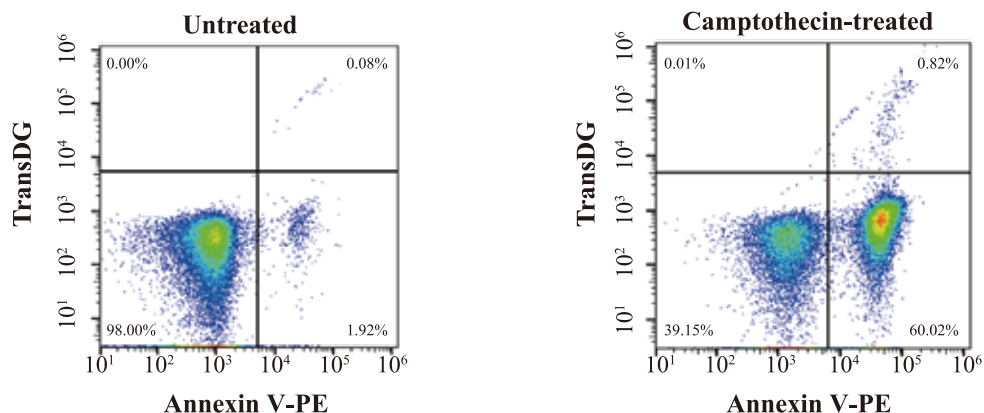 Untreated
0.00%
0.08%
98.00%
1.92%
TransDG
10⁶
10⁵
10⁴
10³
10²
10¹
10¹ 10² 10³ 10⁴ 10⁵ 10⁶
Annexin V-PE
Camptothecin-treated
0.01%
0.82%
39.15%
60.02%
TransDG
10⁶
10⁵
10⁴
10³
10²
10¹
10¹ 10² 10³ 10⁴ 10⁵ 10⁶
Annexin V-PE